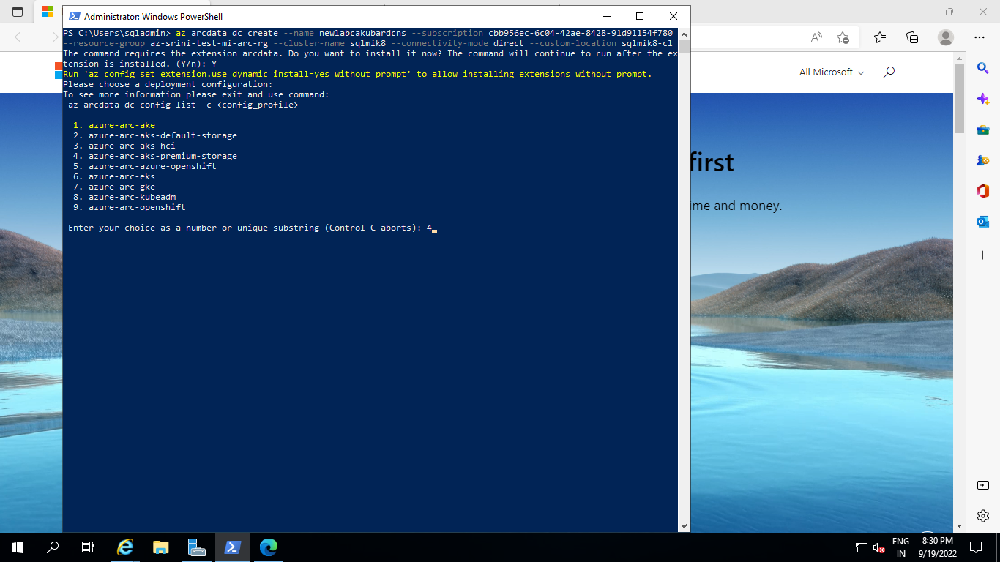 Administrator: Windows PowerShell
PS C:\Users\sqladmin> az arcdata dc create --name newlabcakubardcns --subscription cbb956ec-6c04-42ae-8428-91d91154f780
--resource-group az-srini-test-mi-arc-rg --cluster-name sqlmik8 --connectivity-mode direct --custom-location sqlmik8-cl
The command requires the extension arcdata. Do you want to install it now? The command will continue to run after the ex
tension is installed. (Y/n): Y
Run 'az config set extension.use_dynamic_install=yes_without_prompt' to allow installing extensions without prompt.
Please choose a deployment configuration:
To see more information please exit and use command:
az arcdata dc config list -c <config_profile>
1. azure-arc-ake
2. azure-arc-aks-default-storage
3. azure-arc-aks-hci
4. azure-arc-aks-premium-storage
5. azure-arc-azure-openshift
6. azure-arc-eks
7. azure-arc-gke
8. azure-arc-kubeadm
9. azure-arc-openshift
Enter your choice as a number or unique substring (Control-C aborts): 4
All Microsoft
first
ime and money.
ENG
IN
8:30 PM
9/19/2022